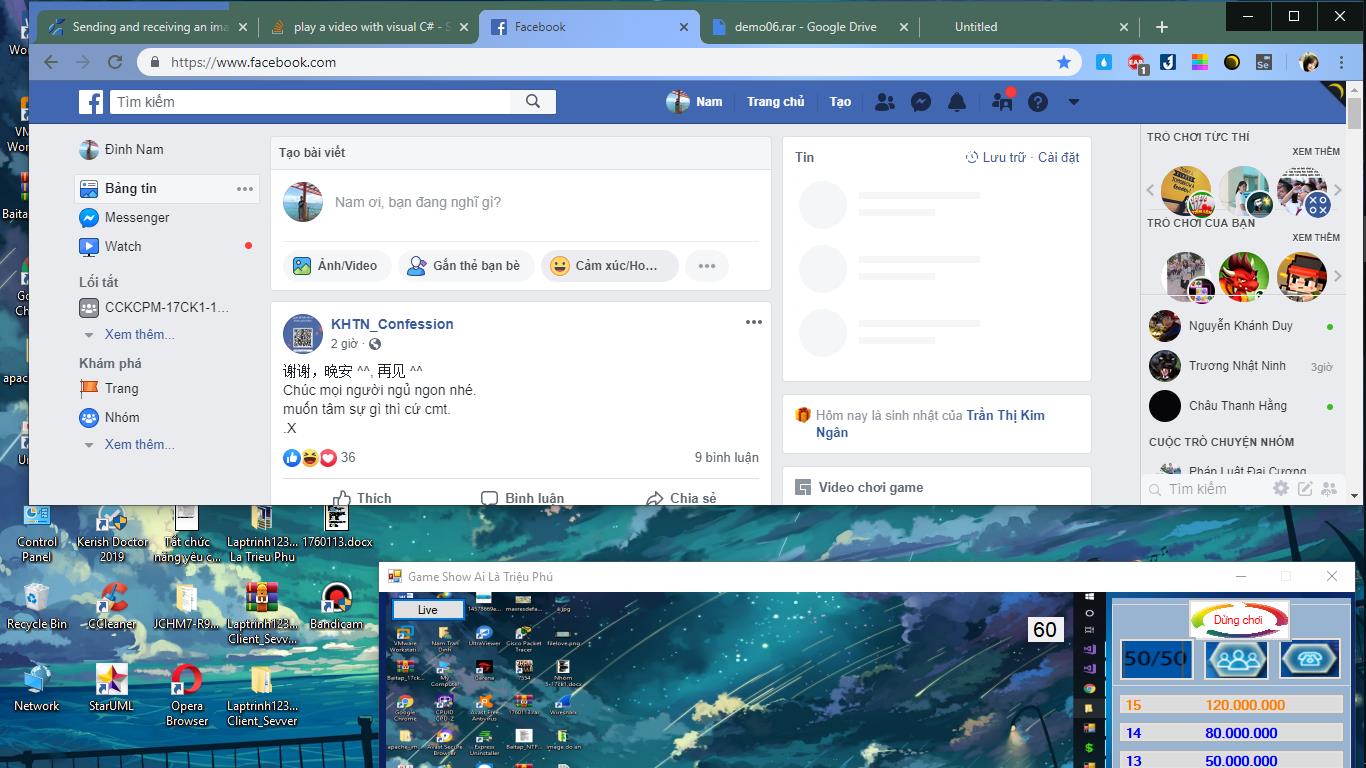 Sending and receiving an ima
play a video with visual C# - S
Facebook
demo06.rar - Google Drive
Untitled
https://www.facebook.com
EAB
1
Se
Tìm kiếm
Nam
Trang chủ
Tạo
Đình Nam
Bảng tin
Messenger
Watch
Lối tắt
CCKCPM-17CK1-1...
Xem thêm...
Khám phá
Trang
Nhóm
Xem thêm...
Tạo bài viết
Nam ơi, bạn đang nghĩ gì?
Ảnh/Video
Gắn thẻ bạn bè
Cảm xúc/Ho...
KHTN_Confession
2 giờ ·
谢谢，晚安 ^^, 再见 ^^
Chúc mọi người ngủ ngon nhé.
muốn tâm sự gì thì cứ cmt.
.X
36
9 bình luận
Thích
Bình luận
Chia sẻ
Tin
Lưu trữ · Cài đặt
Hôm nay là sinh nhật của Trần Thị Kim
Ngân
Video chơi game
TRÒ CHƠI TỨC THÌ
XEM THÊM
TRÒ CHƠI CỦA BẠN
XEM THÊM
Nguyễn Khánh Duy
Trương Nhật Ninh
3giờ
Châu Thanh Hằng
CUỘC TRÒ CHUYỆN NHÓM
Pháp Luật Đại Cương
Tìm kiếm
Control
Panel
Kerish Doctor
2019
Tất chức
năng yêu c...
Laptrinh123...
La Trieu Phu
1760113.docx
Recycle Bin
CCleaner
JCHM7-R9...
Laptrinh123...
Client_Sevv...
Bandicam
Network
StarUML
Opera
Browser
Laptrinh123...
Client_Sevver
Game Show Ai Là Triệu Phú
Live
60
Dừng chơi
50/50
15 120.000.000
14 80.000.000
13 50.000.000